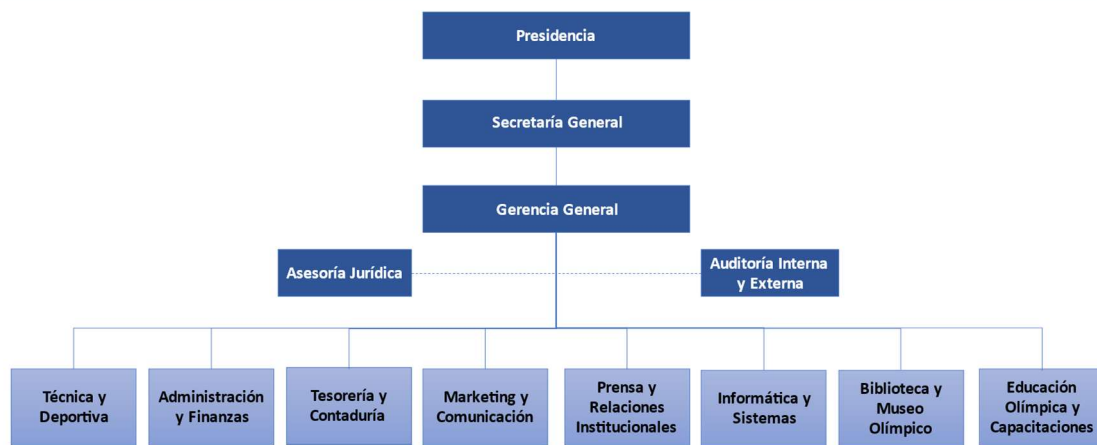 Presidencia
Secretaría General
Gerencia General
Asesoría Jurídica
Auditoría Interna
y Externa
Técnica y
Deportiva
Administración
y Finanzas
Tesorería y
Contaduría
Marketing y
Comunicación
Prensa y
Relaciones
Institucionales
Informática y
Sistemas
Biblioteca y
Museo
Olímpico
Educación
Olímpica y
Capacitaciones